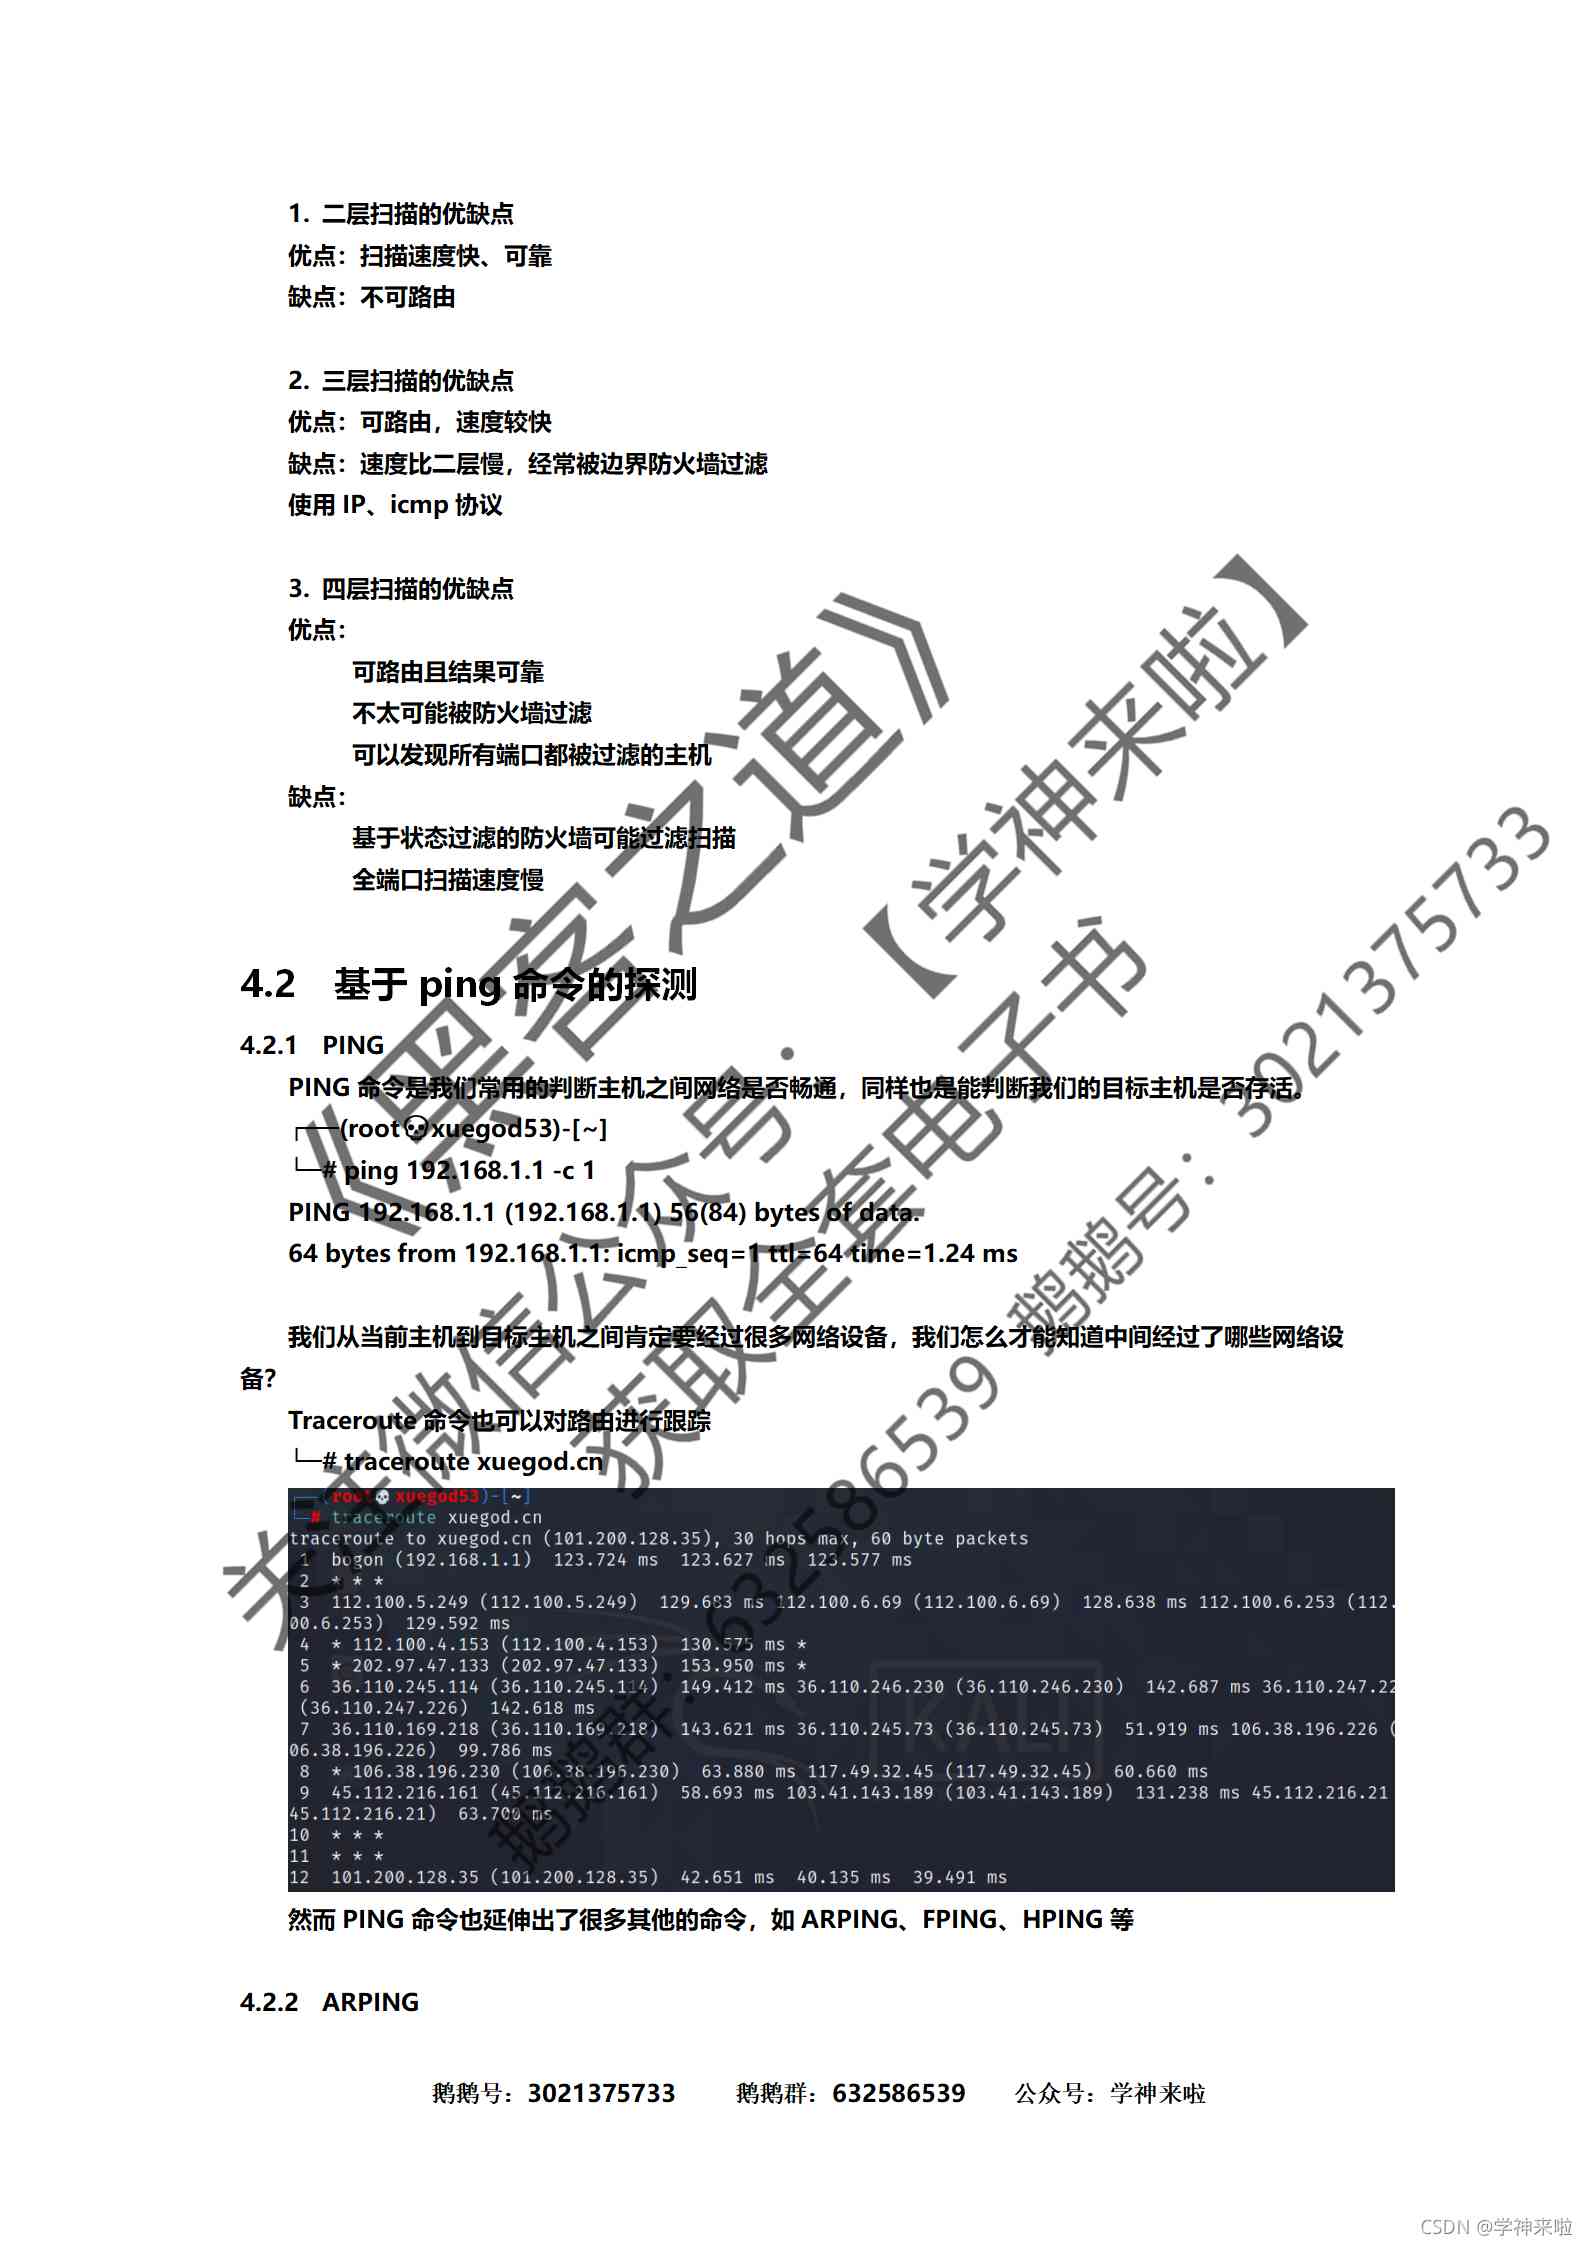 1. 二层扫描的优缺点
优点：扫描速度快、可靠
缺点：不可路由
2. 三层扫描的优缺点
优点：可路由，速度较快
缺点：速度比二层慢，经常被边界防火墙过滤
使用 IP、icmp 协议
3. 四层扫描的优缺点
优点：
可路由且结果可靠
不太可能被防火墙过滤
可以发现所有端口都被过滤的主机
缺点：
基于状态过滤的防火墙可能过滤扫描
全端口扫描速度慢
4.2 基于 ping 命令的探测
4.2.1 PING
PING 命令是我们常用的判断主机之间网络是否畅通，同样也是能判断我们的目标主机是否存活。
┌──(root💀xuegod53)-[~]
└─# ping 192.168.1.1 -c 1
PING 192.168.1.1 (192.168.1.1) 56(84) bytes of data.
64 bytes from 192.168.1.1: icmp_seq=1 ttl=64 time=1.24 ms
我们从当前主机到目标主机之间肯定要经过很多网络设备，我们怎么才能知道中间经过了哪些网络设
备？
Traceroute 命令也可以对路由进行跟踪
└─# traceroute xuegod.cn
┌──(root💀xuegod53)-[~]
└─# traceroute xuegod.cn
traceroute to xuegod.cn (101.200.128.35), 30 hops max, 60 byte packets
1 bogon (192.168.1.1) 123.724 ms 123.627 ms 123.577 ms
2 * * *
3 112.100.5.249 (112.100.5.249) 129.683 ms 112.100.6.69 (112.100.6.69) 128.638 ms 112.100.6.253 (112.
00.6.253) 129.592 ms
4 * 112.100.4.153 (112.100.4.153) 130.575 ms *
5 * 202.97.47.133 (202.97.47.133) 153.950 ms *
6 36.110.245.114 (36.110.245.114) 149.412 ms 36.110.246.230 (36.110.246.230) 142.687 ms 36.110.247.22
(36.110.247.226) 142.618 ms
7 36.110.169.218 (36.110.169.218) 143.621 ms 36.110.245.73 (36.110.245.73) 51.919 ms 106.38.196.226 (
06.38.196.226) 99.786 ms
8 * 106.38.196.230 (106.38.196.230) 63.880 ms 117.49.32.45 (117.49.32.45) 60.660 ms
9 45.112.216.161 (45.112.216.161) 58.693 ms 103.41.143.189 (103.41.143.189) 131.238 ms 45.112.216.21
45.112.216.21) 63.700 ms
10 * * *
11 * * *
12 101.200.128.35 (101.200.128.35) 42.651 ms 40.135 ms 39.491 ms
KALI
然而 PING 命令也延伸出了很多其他的命令，如 ARPING、FPING、HPING 等
4.2.2 ARPING
鹅鹅号：3021375733 鹅鹅群：632586539 公众号：学神来啦
《黑客之道》
关注微信公众号：【学神来啦】
获取全套电子书
鹅鹅群：632586539 鹅鹅号：3021375733
CSDN @学神来啦